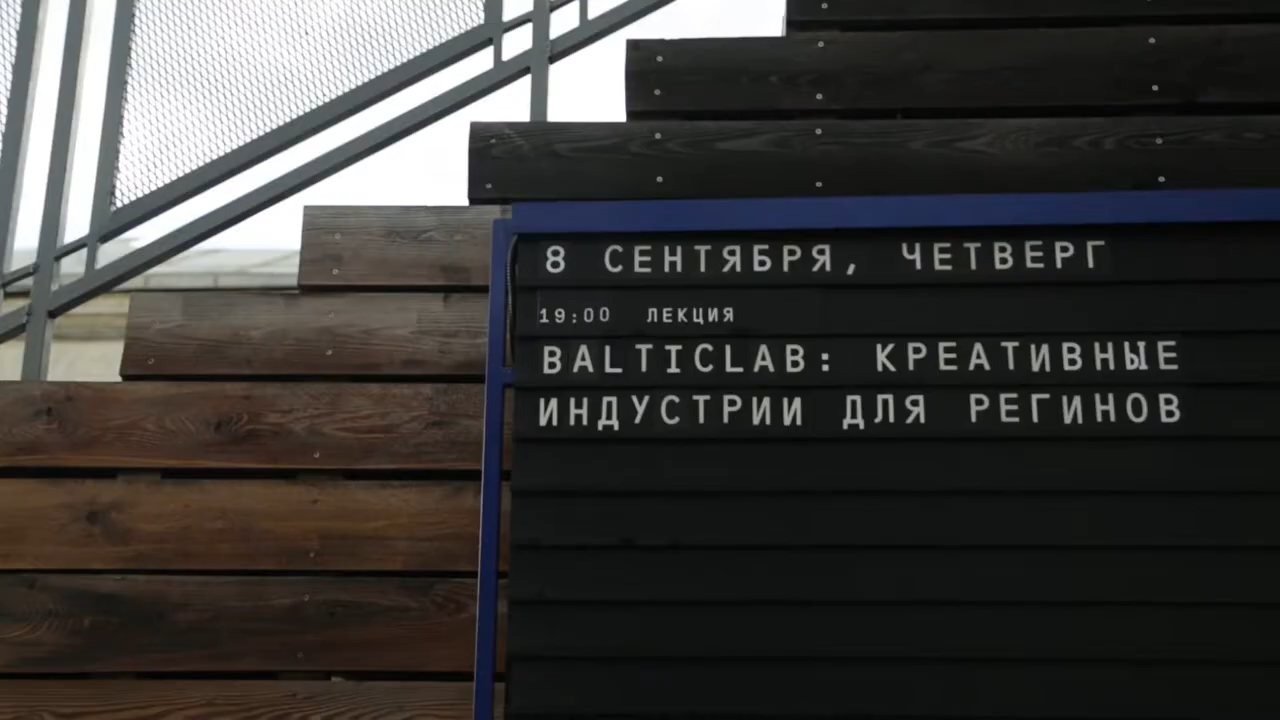 8 СЕНТЯБРЯ, ЧЕТВЕРГ
19:00 ЛЕКЦИЯ
BALTICLAB: КРЕАТИВНЫЕ
ИНДУСТРИИ ДЛЯ РЕГИНОВ